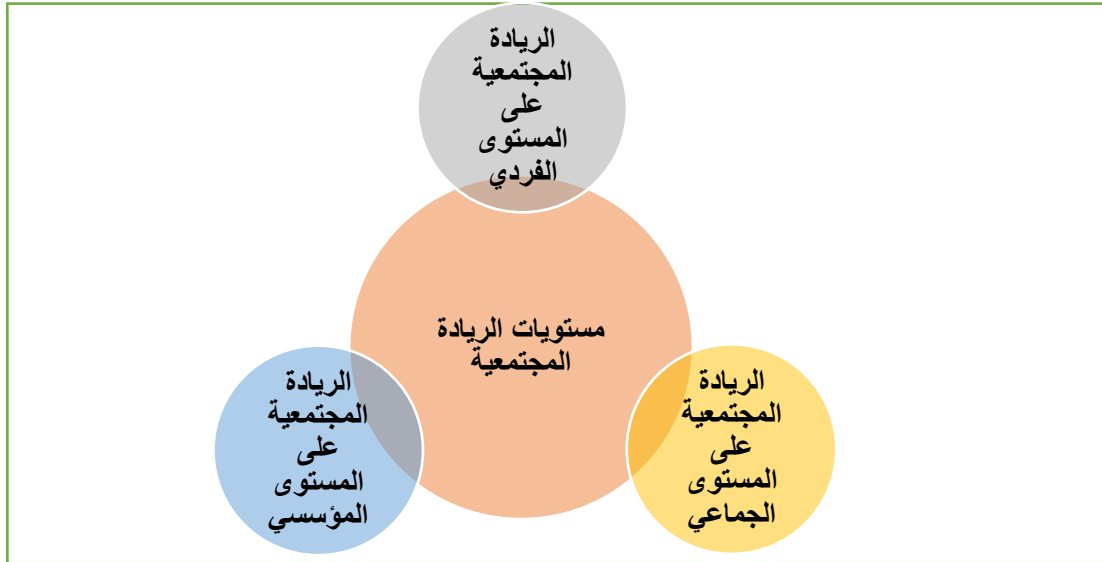 الريادة
المجتمعية
على
المستوى
الفردي
مستويات الريادة
المجتمعية
الريادة
المجتمعية
على
المستوى
الجماعي
الريادة
المجتمعية
على
المستوى
المؤسسي